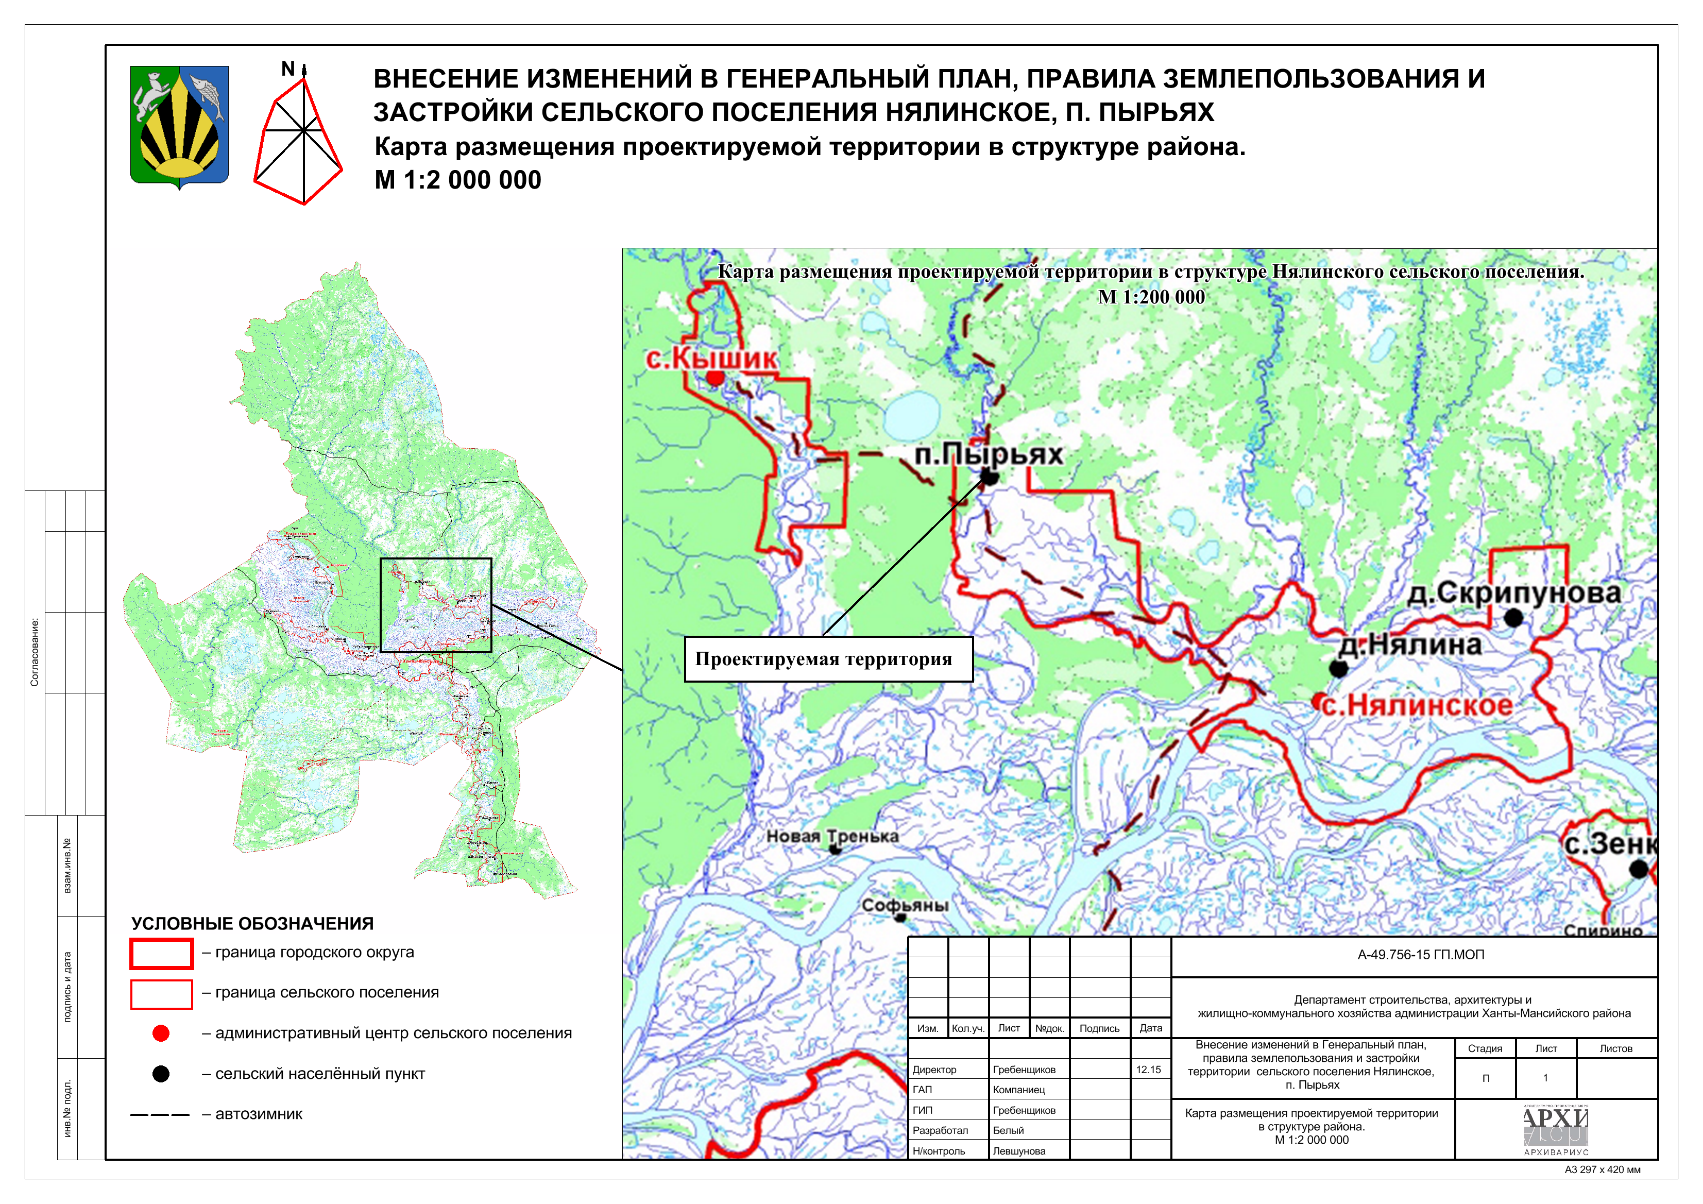 N
ВНЕСЕНИЕ ИЗМЕНЕНИЙ В ГЕНЕРАЛЬНЫЙ ПЛАН, ПРАВИЛА ЗЕМЛЕПОЛЬЗОВАНИЯ И
ЗАСТРОЙКИ СЕЛЬСКОГО ПОСЕЛЕНИЯ НЯЛИНСКОЕ, П. ПЫРЬЯХ
Карта размещения проектируемой территории в структуре района.
М 1:2 000 000
Карта размещения проектируемой территории в структуре Нялинского сельского поселения.
М 1:200 000
с.Кышик
п.Пырьях
д.Скрипунова
д.Нялина
Проектируемая территория
с.Нялинское
Новая Тренька
с.Зенк
Софьяны
Спирино
УСЛОВНЫЕ ОБОЗНАЧЕНИЯ
– граница городского округа
– граница сельского поселения
– административный центр сельского поселения
– сельский населённый пункт
– автозимник
Согласование:
взам.инв.№
подпись и дата
инв.№ подл.
А-49.756-15 ГП.МОП
Департамент строительства, архитектуры и
жилищно-коммунального хозяйства администрации Ханты-Мансийского района
Изм. Кол.уч. Лист №док. Подпись Дата
Внесение изменений в Генеральный план,
правила землепользования и застройки
территории сельского поселения Нялинское,
п. Пырьях
Стадия Лист Листов
П 1
Директор Гребенщиков 12.15
ГАП Компаниец
ГИП Гребенщиков
Разработал Белый
Н/контроль Левшунова
Карта размещения проектируемой территории
в структуре района.
М 1:2 000 000
АРХИ
АРХИВАРИУС
А3 297 x 420 мм